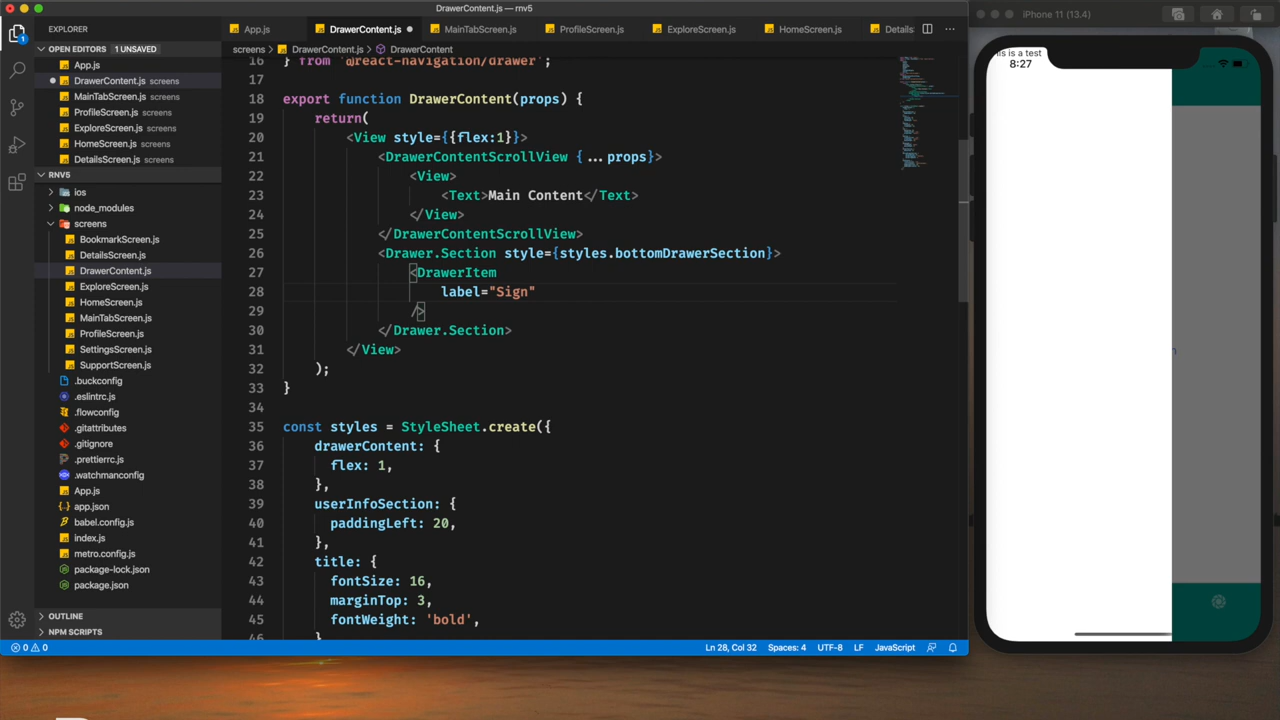 DrawerContent.js
EXPLORER
App.js
DrawerContent.js
MainTabScreen.js
ProfileScreen.js
ExploreScreen.js
HomeScreen.js
Details
OPEN EDITORS 1 UNSAVED
App.js
DrawerContent.js screens
MainTabScreen.js screens
ProfileScreen.js screens
ExploreScreen.js screens
HomeScreen.js screens
DetailsScreen.js screens
RNV5
ios
node_modules
screens
BookmarkScreen.js
DetailsScreen.js
DrawerContent.js
ExploreScreen.js
HomeScreen.js
MainTabScreen.js
ProfileScreen.js
SettingsScreen.js
SupportScreen.js
.buckconfig
.eslintrc.js
.flowconfig
.gitattributes
.gitignore
.prettierrc.js
.watchmanconfig
App.js
app.json
babel.config.js
index.js
metro.config.js
package-lock.json
package.json
OUTLINE
NPM SCRIPTS
screens > DrawerContent.js > DrawerContent
16 } from '@react-navigation/drawer';
17
18 export function DrawerContent(props) {
19 return(
20 <View style={{flex:1}}>
21 <DrawerContentScrollView {...props}>
22 <View>
23 <Text>Main Content</Text>
24 </View>
25 </DrawerContentScrollView>
26 <Drawer.Section style={styles.bottomDrawerSection}>
27 <DrawerItem
28 label="Sign"
29 />
30 </Drawer.Section>
31 </View>
32 );
33 }
34
35 const styles = StyleSheet.create({
36 drawerContent: {
37 flex: 1,
38 },
39 userInfoSection: {
40 paddingLeft: 20,
41 },
42 title: {
43 fontSize: 16,
44 marginTop: 3,
45 fontWeight: 'bold',
46 }
0 0
Ln 28, Col 32
Spaces: 4
UTF-8
LF
JavaScript
iPhone 11 (13.4)
is is a test
8:27